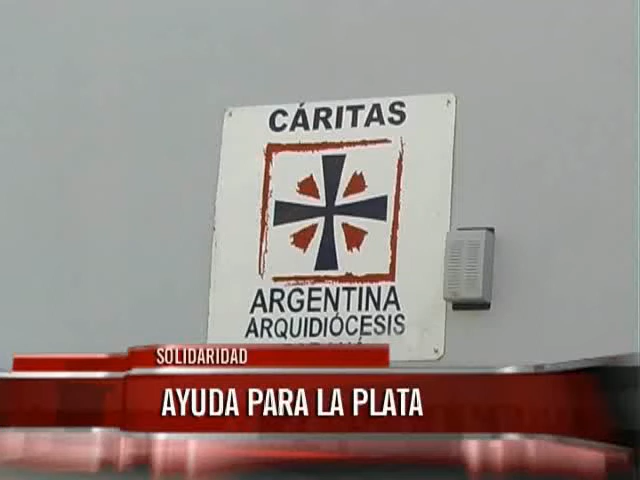 CÁRITAS
ARGENTINA
ARQUIDIÓCESIS
SOLIDARIDAD
AYUDA PARA LA PLATA